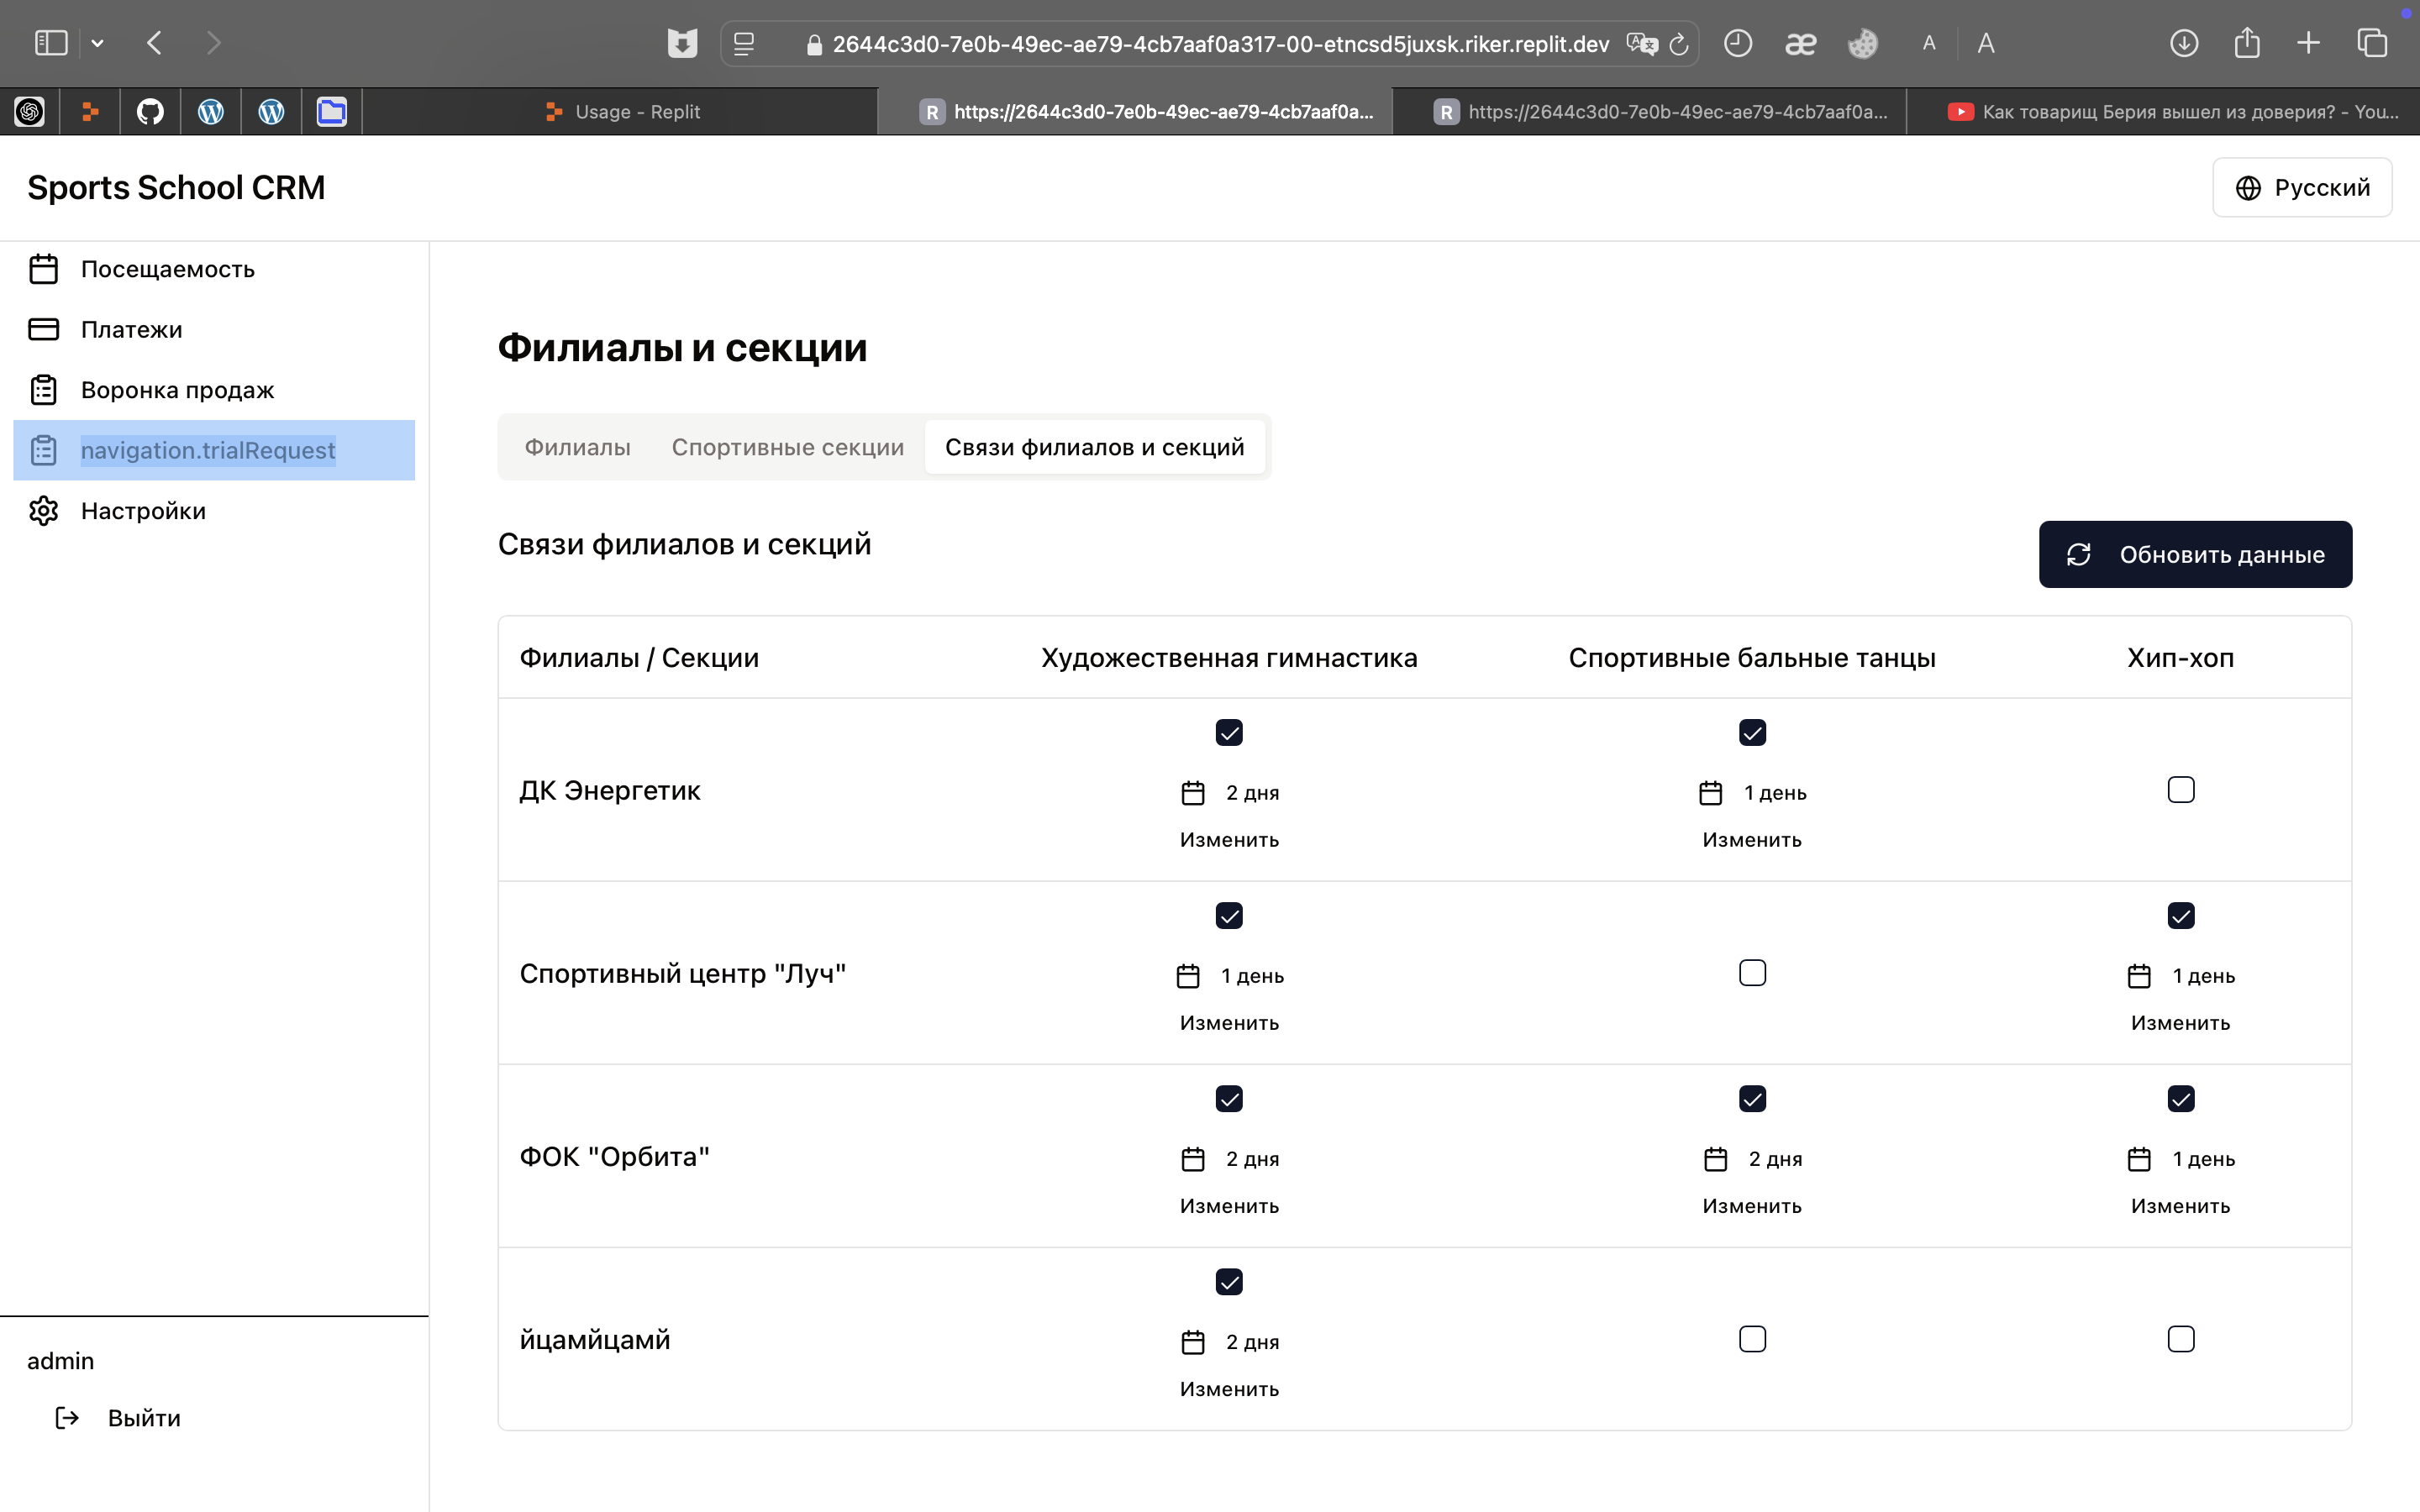 2644c3d0-7e0b-49ec-ae79-4cb7aaf0a317-00-etncsd5juxsk.riker.replit.dev
Usage - Replit
R https://2644c3d0-7e0b-49ec-ae79-4cb7aaf0a...
R https://2644c3d0-7e0b-49ec-ae79-4cb7aaf0a...
Как товарищ Берия вышел из доверия? - You...
Sports School CRM
Русский
Посещаемость
Платежи
Воронка продаж
navigation.trialRequest
Настройки
admin
Выйти
Филиалы и секции
Филиалы Спортивные секции Связи филиалов и секций
Связи филиалов и секций
Обновить данные
Филиалы / Секции Художественная гимнастика Спортивные бальные танцы Хип-хоп
ДК Энергетик
2 дня
Изменить
1 день
Изменить
Спортивный центр "Луч"
1 день
Изменить
1 день
Изменить
ФОК "Орбита"
2 дня
Изменить
2 дня
Изменить
1 день
Изменить
йцамйцамй
2 дня
Изменить